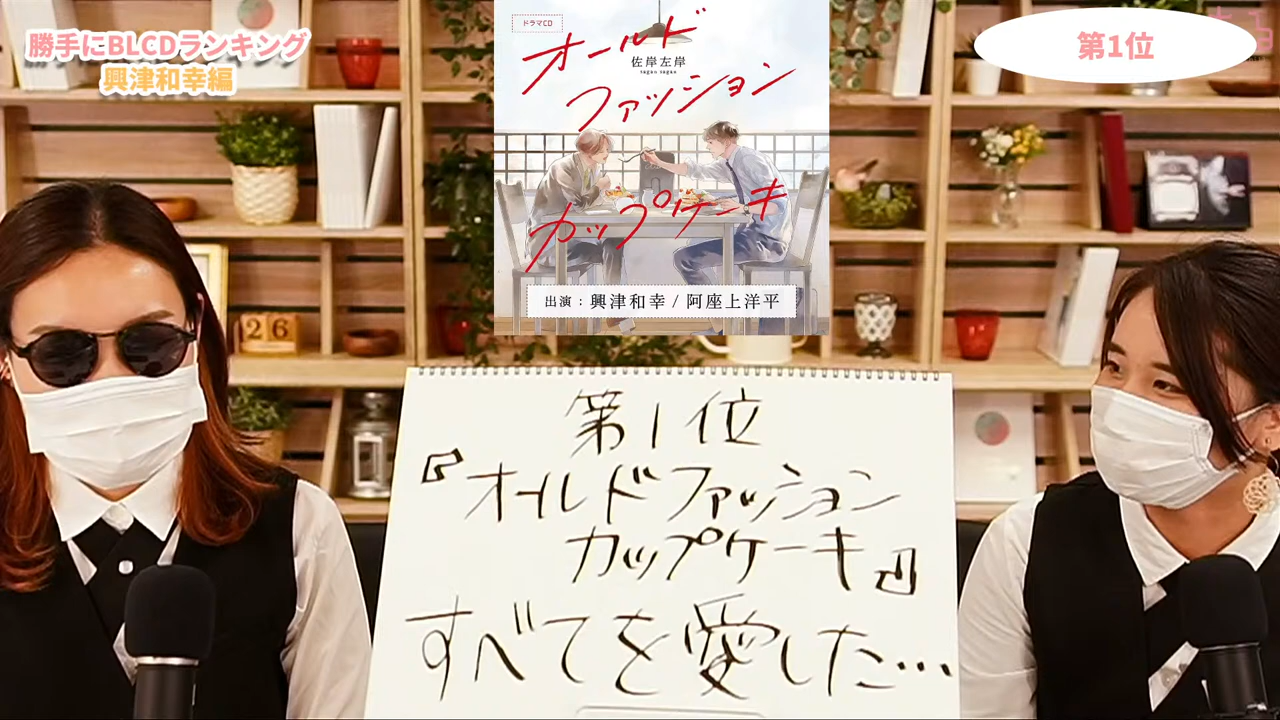 勝手にBLCDランキング
興津和幸編
ドラマCD
オールド
佐岸左岸
sagan sagan
ファッション
カップケーキ
出演：興津和幸/阿座上洋平
第1位
26
第1位
『オールドファッション
カップケーキ』
すべてを愛した…